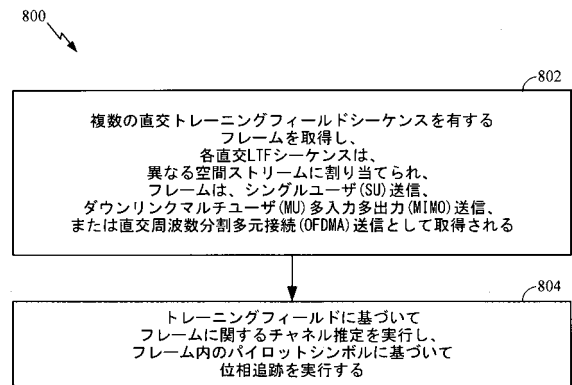 800
802
複数の直交トレーニングフィールドシーケンスを有する
フレームを取得し、
各直交LTFシーケンスは、
異なる空間ストリームに割り当てられ、
フレームは、シングルユーザ(SU)送信、
ダウンリンクマルチユーザ(MU)多入力多出力(MIMO)送信、
または直交周波数分割多元接続(OFDMA)送信として取得される
804
トレーニングフィールドに基づいて
フレームに関するチャネル推定を実行し、
フレーム内のパイロットシンボルに基づいて
位相追跡を実行する